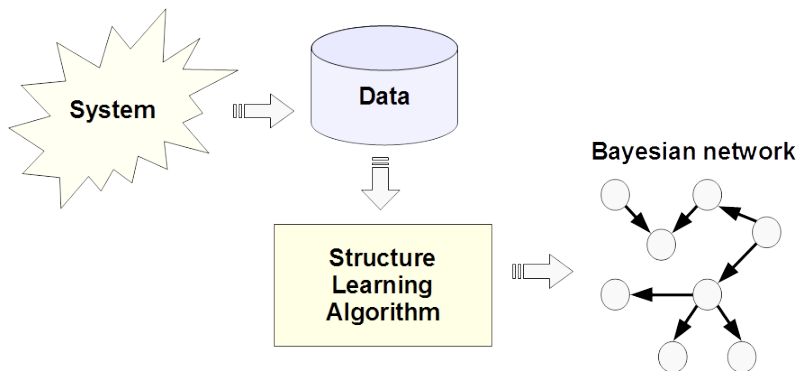 System
Data
Bayesian network
Structure
Learning
Algorithm